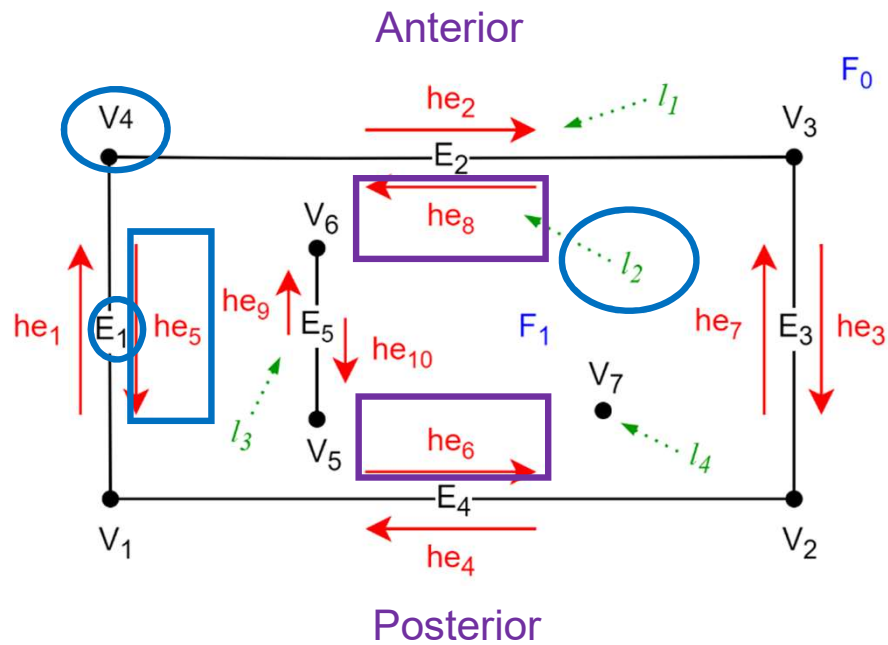 Anterior
F₀
he₂
l₁
V4
V₃
E₂
V₆
he₈
l₂
he₁
E₁
he₅
he₉
E₅
F₁
he₇
E₃
he₃
he₁₀
V₇
l₃
he₆
V₅
l₄
E₄
V₁
V₂
he₄
Posterior